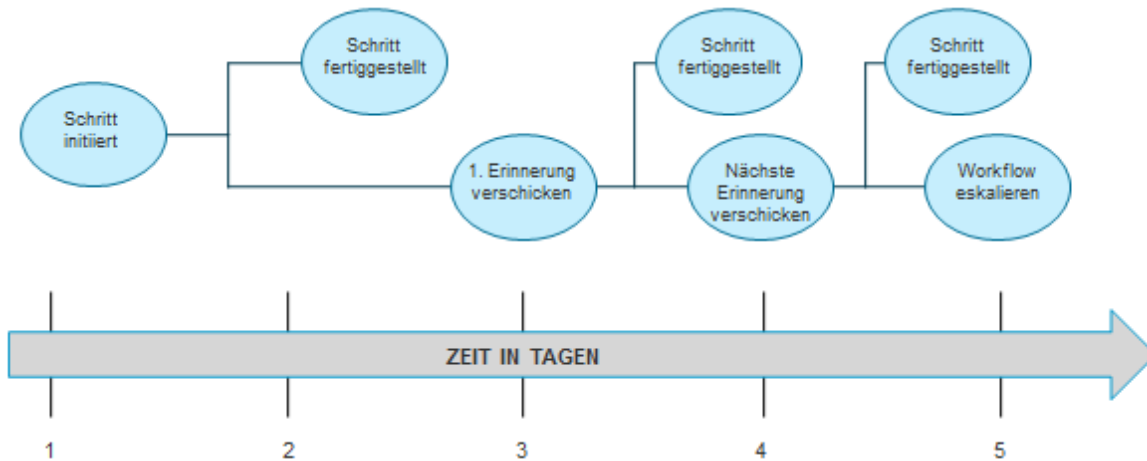 Schritt
fertiggestellt
Schritt
fertiggestellt
Schritt
fertiggestellt
Schritt
initiiert
1. Erinnerung
verschicken
Nächste
Erinnerung
verschicken
Workflow
eskalieren
ZEIT IN TAGEN
1
2
3
4
5